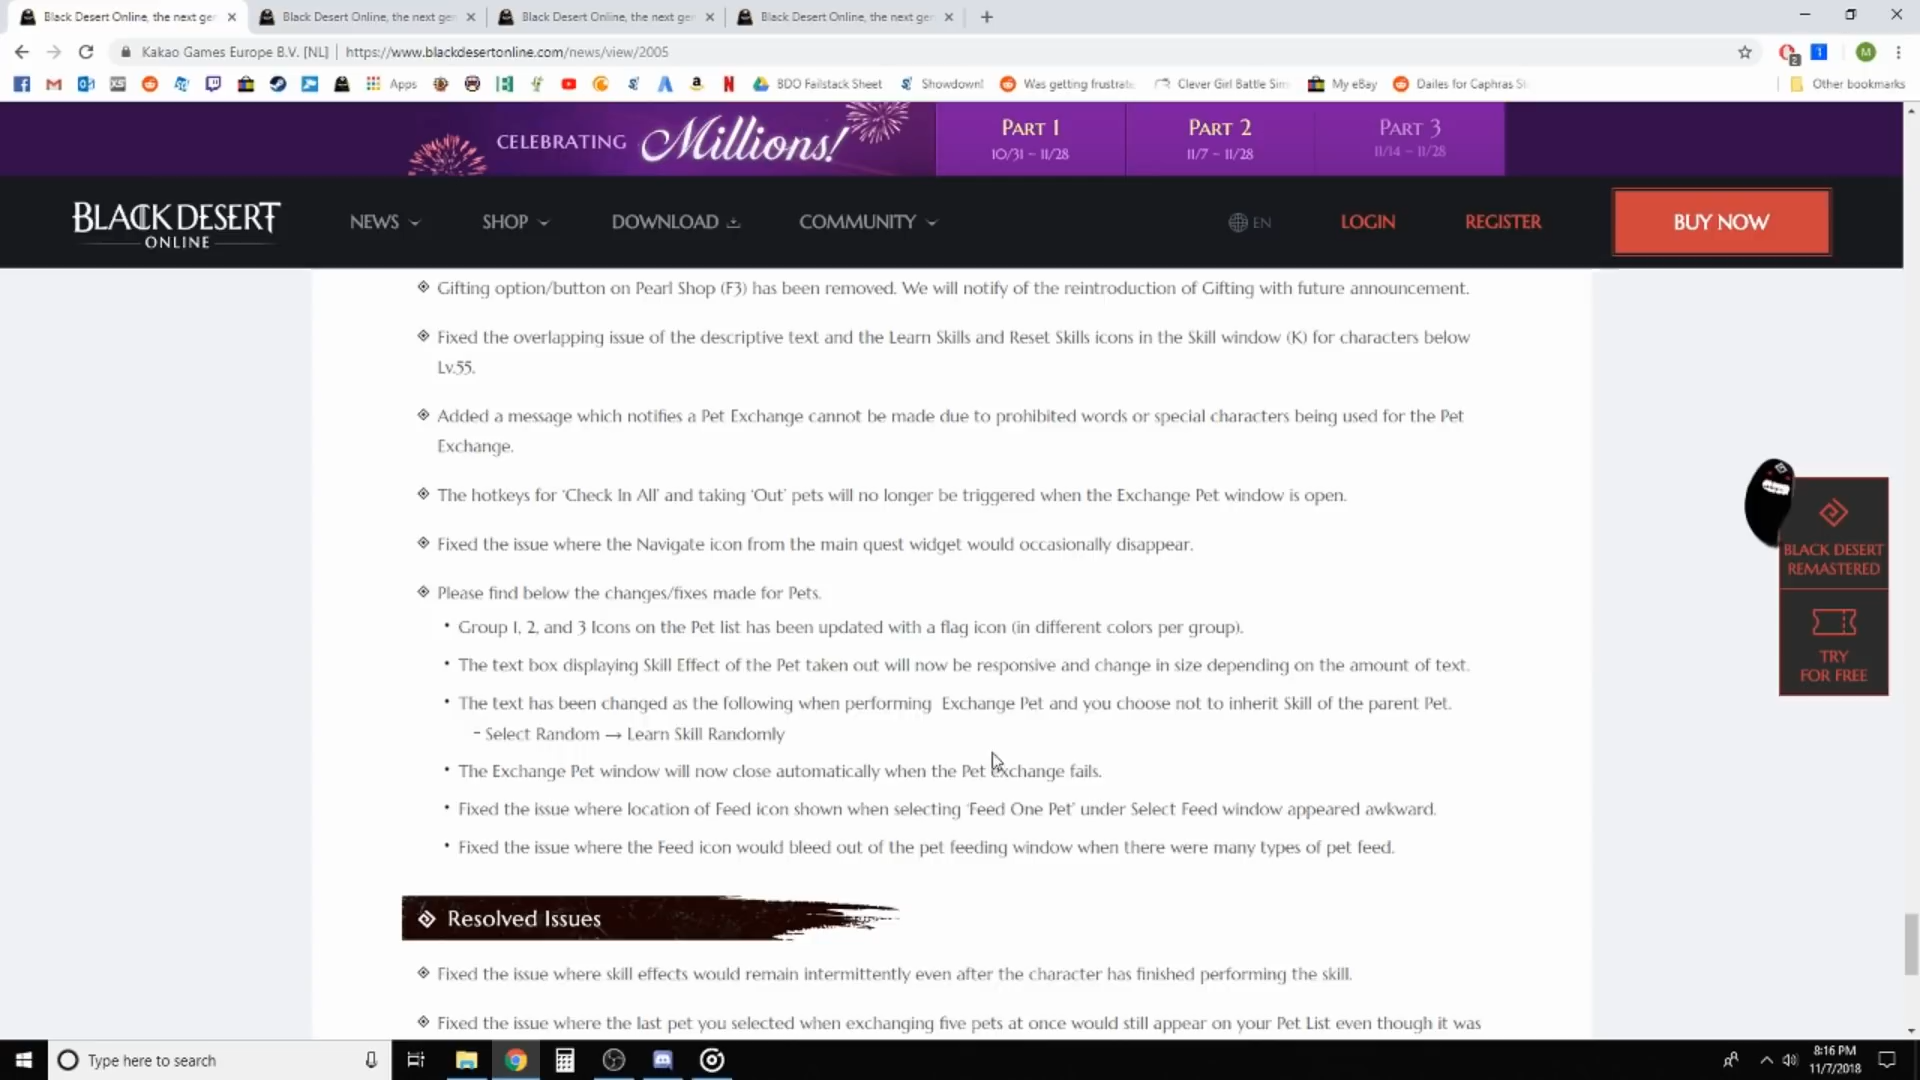 Black Desert Online, the next ger
Black Desert Online, the next gen
Black Desert Online, the next gen
Black Desert Online, the next gen
Kakao Games Europe B.V. [NL] | https://www.blackdesertonline.com/news/view/2005
Apps
BDO Failstack Sheet
Showdown!
Was getting frustrate
Clever Girl Battle Sim
My eBay
Dailes for Caphras St
Other bookmarks
CELEBRATING Millions!
PART 1
10/31 ~ 11/28
PART 2
11/7 ~ 11/28
PART 3
11/14 ~ 11/28
BLACK DESERT
ONLINE
NEWS
SHOP
DOWNLOAD
COMMUNITY
EN
LOGIN
REGISTER
BUY NOW
Gifting option/button on Pearl Shop (F3) has been removed. We will notify of the reintroduction of Gifting with future announcement.
Fixed the overlapping issue of the descriptive text and the Learn Skills and Reset Skills icons in the Skill window (K) for characters below
Lv.55.
Added a message which notifies a Pet Exchange cannot be made due to prohibited words or special characters being used for the Pet
Exchange.
The hotkeys for 'Check In All' and taking 'Out' pets will no longer be triggered when the Exchange Pet window is open.
Fixed the issue where the Navigate icon from the main quest widget would occasionally disappear.
Please find below the changes/fixes made for Pets.
• Group 1, 2, and 3 Icons on the Pet list has been updated with a flag icon (in different colors per group).
• The text box displaying Skill Effect of the Pet taken out will now be responsive and change in size depending on the amount of text.
• The text has been changed as the following when performing Exchange Pet and you choose not to inherit Skill of the parent Pet.
- Select Random → Learn Skill Randomly
• The Exchange Pet window will now close automatically when the Pet exchange fails.
• Fixed the issue where location of Feed icon shown when selecting 'Feed One Pet' under Select Feed window appeared awkward.
• Fixed the issue where the Feed icon would bleed out of the pet feeding window when there were many types of pet feed.
BLACK DESERT
REMASTERED
TRY
FOR FREE
Resolved Issues
Fixed the issue where skill effects would remain intermittently even after the character has finished performing the skill.
Fixed the issue where the last pet you selected when exchanging five pets at once would still appear on your Pet List even though it was
Type here to search
8:16 PM
11/7/2018